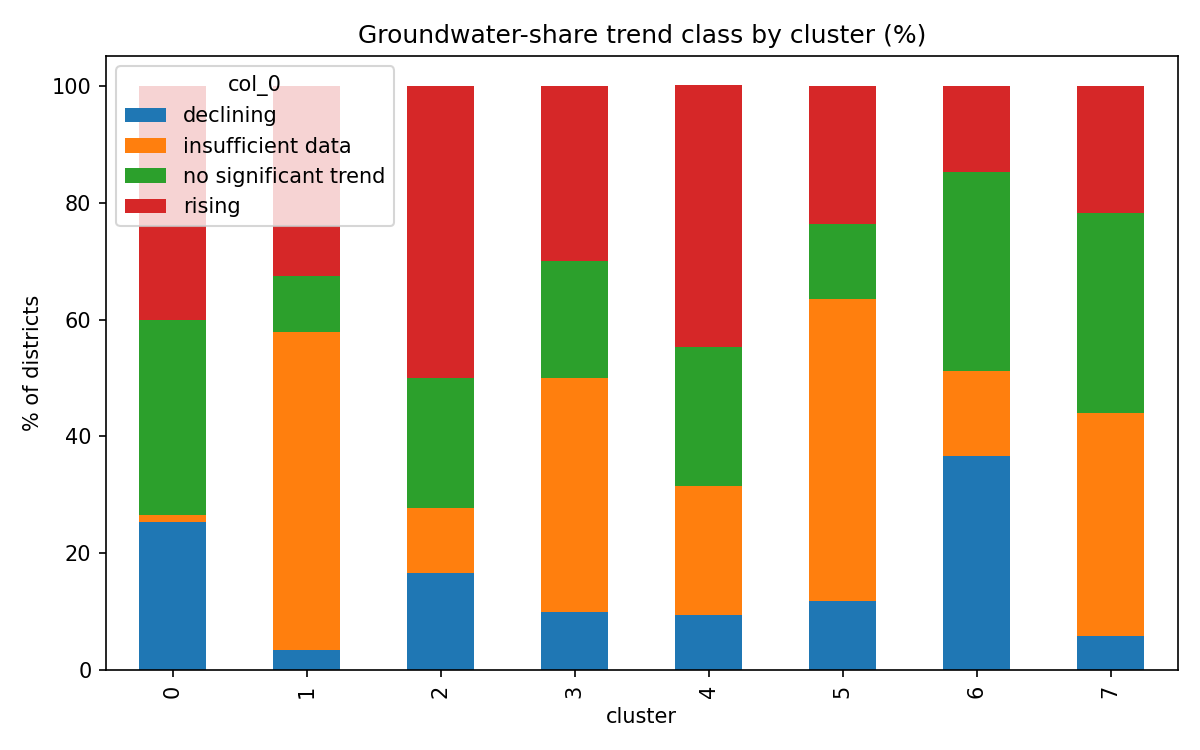 Groundwater-share trend class by cluster (%)
col_0
declining
insufficient data
no significant trend
rising
% of districts
100
80
60
40
20
0
0 1 2 3 4 5 6 7
cluster